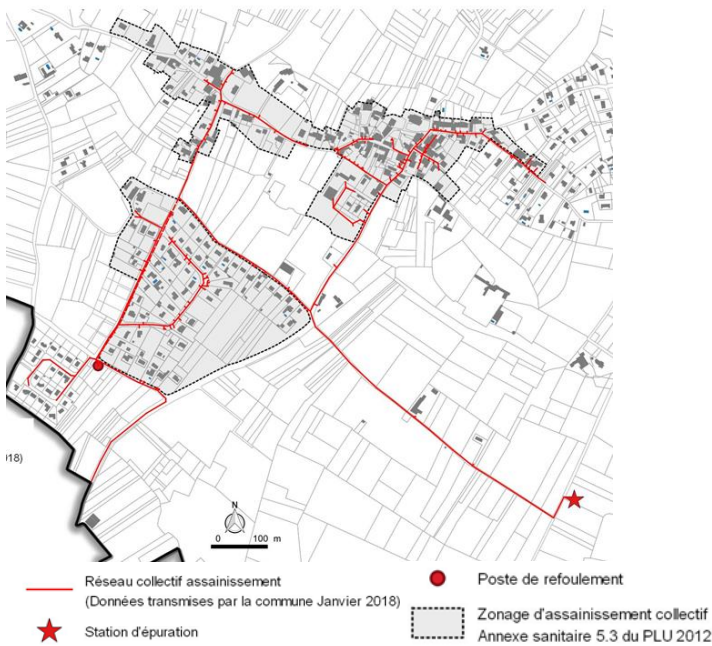 018)
N
0 100 m
Réseau collectif assainissement
(Données transmises par la commune Janvier 2018)
Station d'épuration
Poste de refoulement
Zonage d'assainissement collectif
Annexe sanitaire 5.3 du PLU 2012